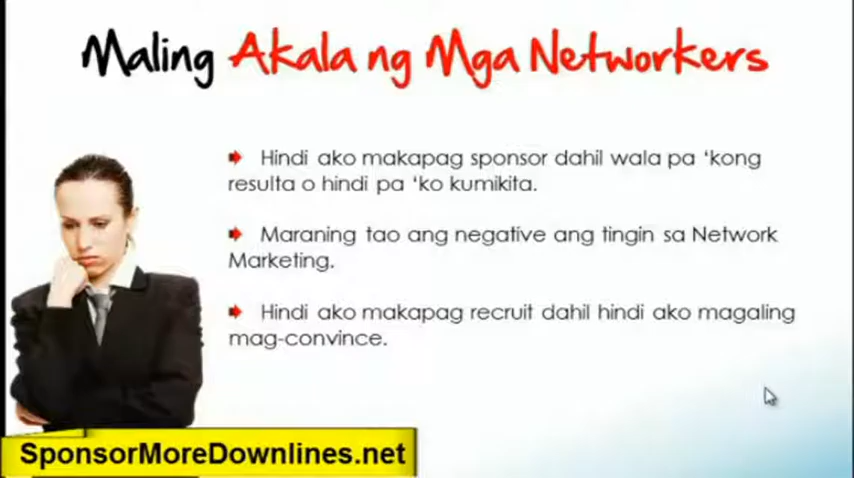 Maling Akala ng Mga Networkers
Hindi ako makapag sponsor dahil wala pa ‘kong
resulta o hindi pa ‘ko kumikita.
Maraning tao ang negative ang tingin sa Network
Marketing.
Hindi ako makapag recruit dahil hindi ako magaling
mag-convince.
SponsorMoreDownlines.net